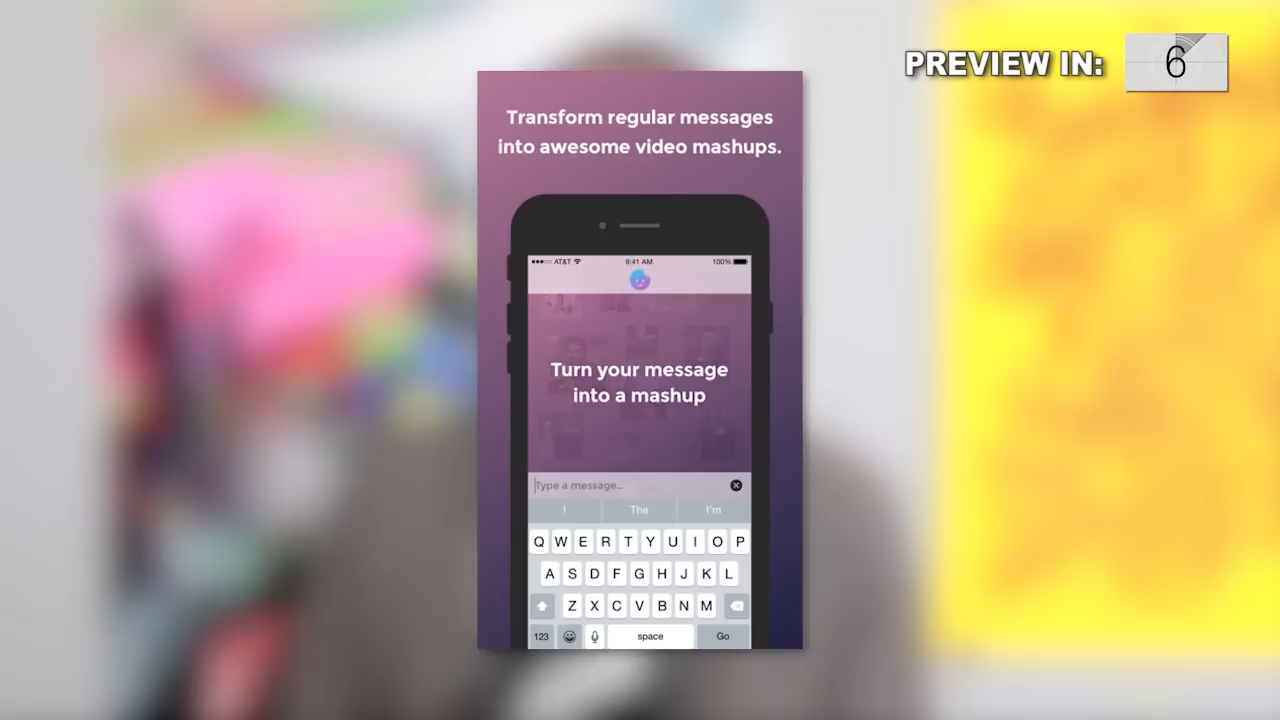 PREVIEW IN: 6
Transform regular messages
into awesome video mashups.
AT&T 9:41 AM 100%
Turn your message
into a mashup
Type a message...
I The I'm
Q W E R T Y U I O P
A S D F G H J K L
Z X C V B N M
123 space Go